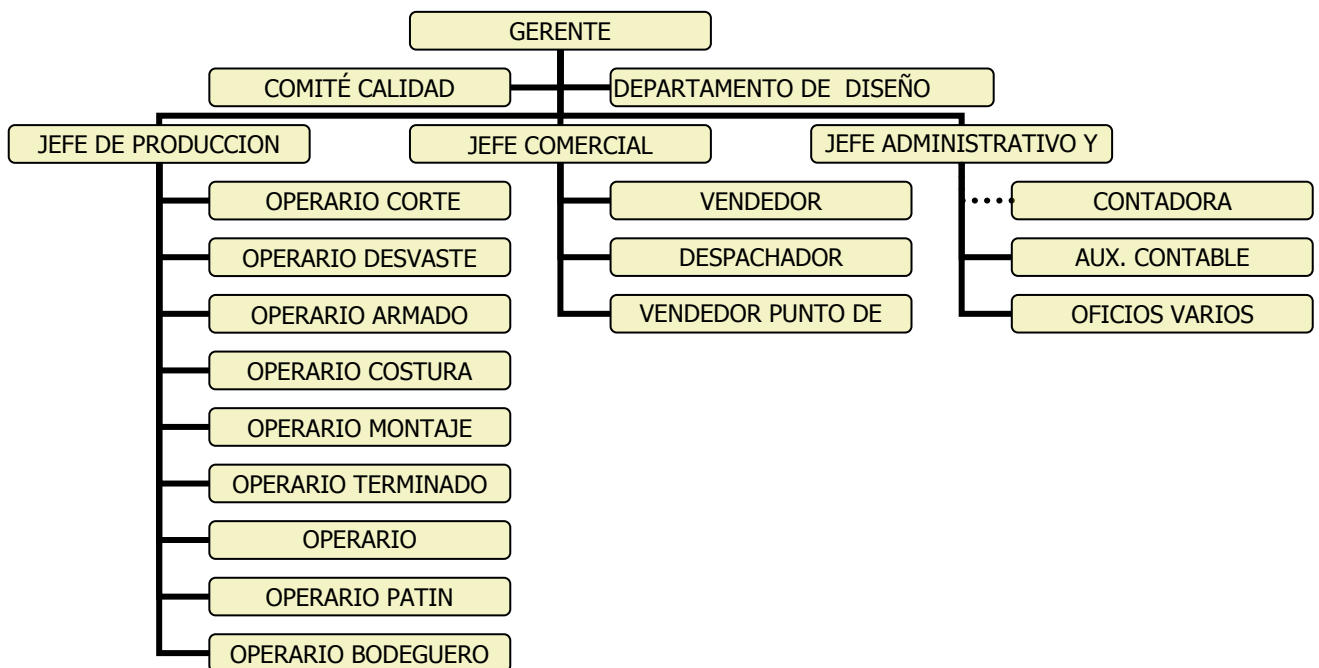 GERENTE
COMITÉ CALIDAD
DEPARTAMENTO DE DISEÑO
JEFE DE PRODUCCION
JEFE COMERCIAL
JEFE ADMINISTRATIVO Y
OPERARIO CORTE
OPERARIO DESVASTE
OPERARIO ARMADO
OPERARIO COSTURA
OPERARIO MONTAJE
OPERARIO TERMINADO
OPERARIO
OPERARIO PATIN
OPERARIO BODEGUERO
VENDEDOR
DESPACHADOR
VENDEDOR PUNTO DE
CONTADORA
AUX. CONTABLE
OFICIOS VARIOS